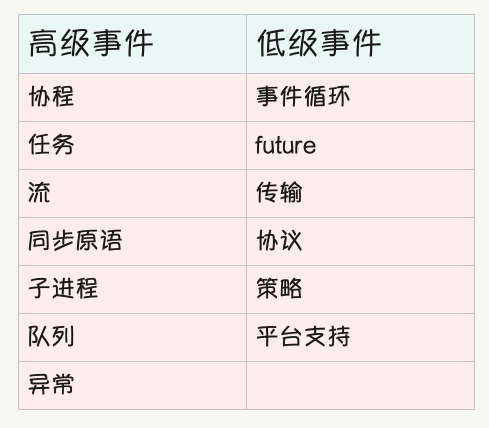 高级事件 低级事件
协程 事件循环
任务 future
流 传输
同步原语 协议
子进程 策略
队列 平台支持
异常